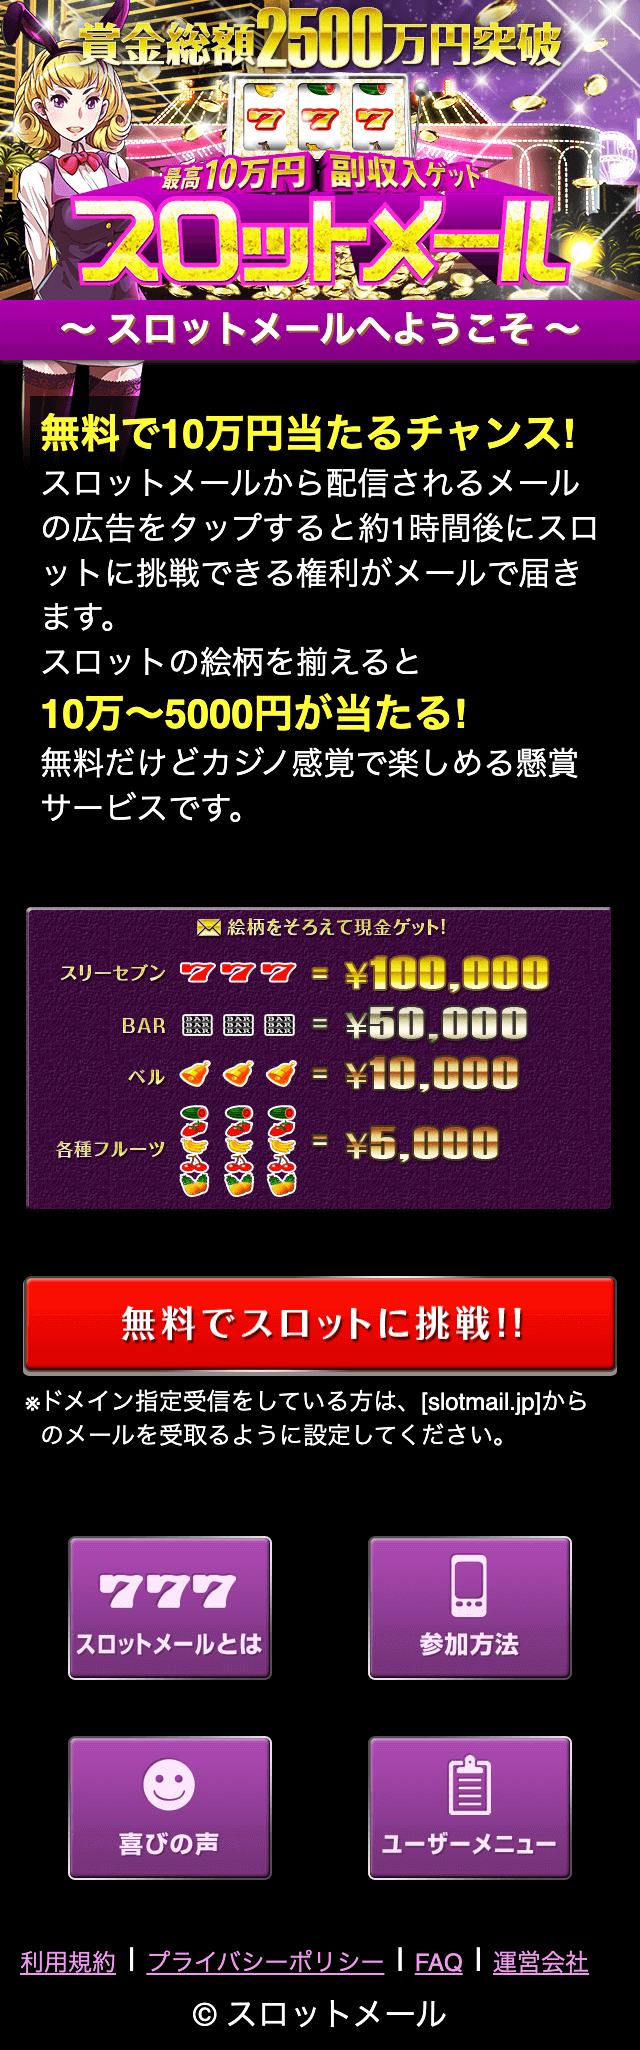 賞金総額2500万円突破
777
最高10万円 副収入ゲット
スロットメール
～ スロットメールへようこそ ～
無料で10万円当たるチャンス!
スロットメールから配信されるメール
の広告をタップすると約1時間後にスロ
ットに挑戦できる権利がメールで届き
ます。
スロットの絵柄を揃えると
10万～5000円が当たる!
無料だけどカジノ感覚で楽しめる懸賞
サービスです。
絵柄をそろえて現金ゲット!
スリーセブン 777 = ¥100,000
BAR BAR BAR BAR BAR BAR BAR BAR BAR BAR = ¥50,000
ベル = ¥10,000
各種フルーツ = ¥5,000
無料でスロットに挑戦!!
※ドメイン指定受信をしている方は、[slotmail.jp]から
のメールを受取るように設定してください。
777
スロットメールとは
参加方法
喜びの声
ユーザーメニュー
利用規約 | プライバシーポリシー | FAQ | 運営会社
© スロットメール